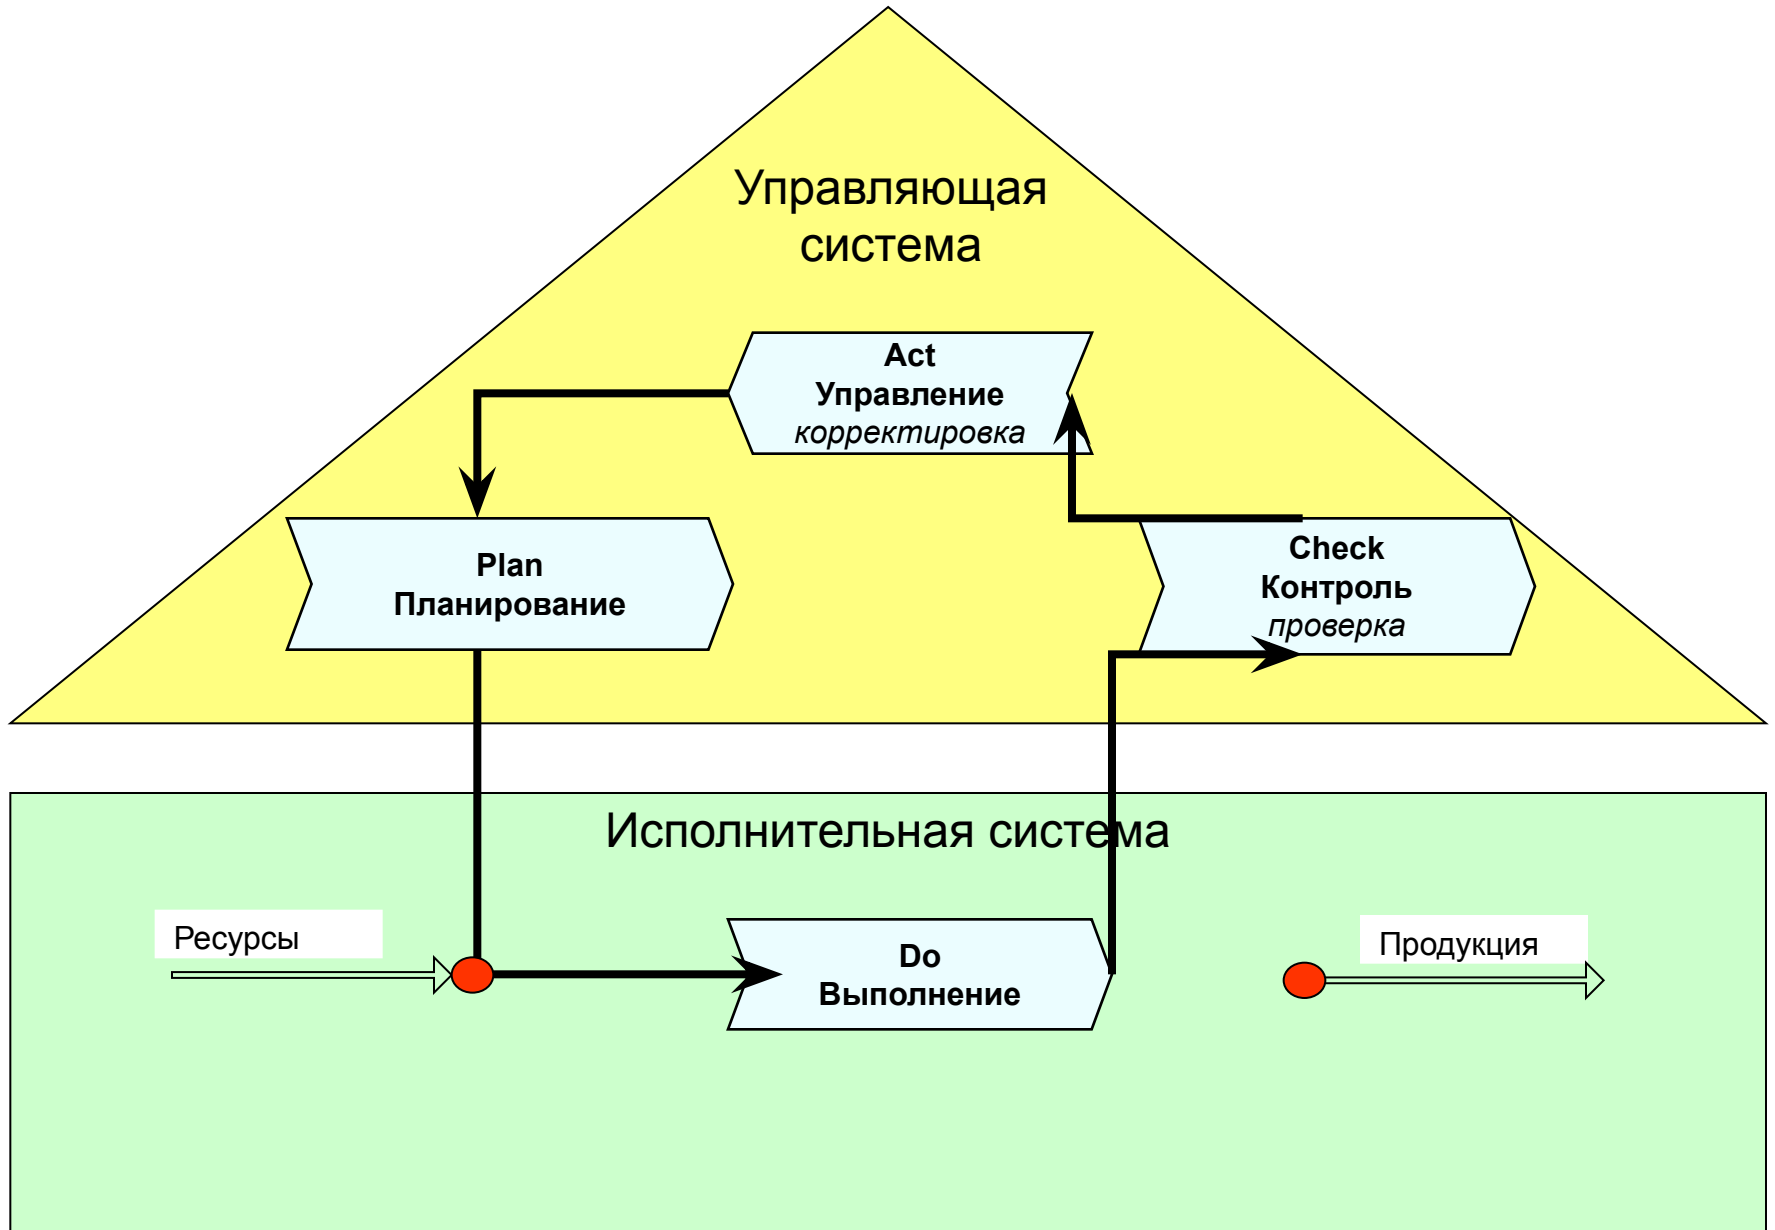 Управляющая
система
Act
Управление
корректировка
Plan
Планирование
Check
Контроль
проверка
Исполнительная система
Ресурсы
Do
Выполнение
Продукция